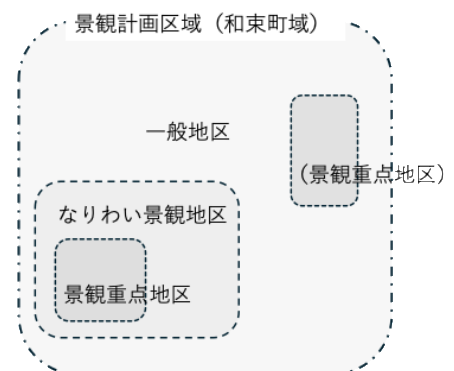 景観計画区域（和束町域）
一般地区
（景観重点地区）
なりわい景観地区
景観重点地区